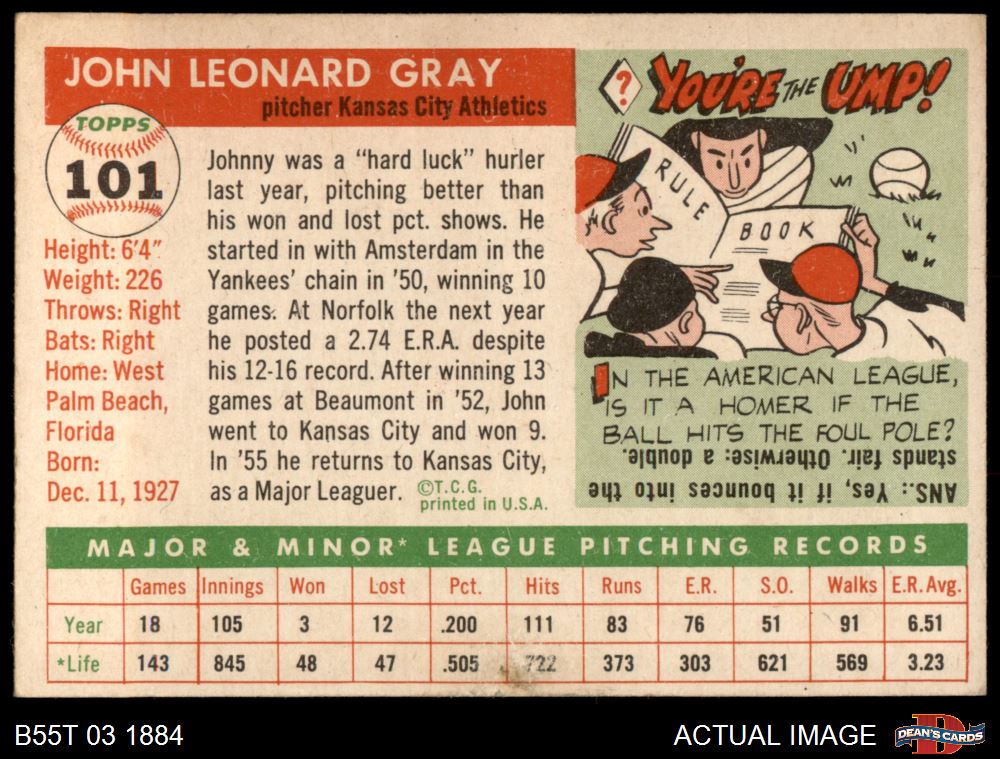 JOHN LEONARD GRAY
pitcher Kansas City Athletics
TOPPS
101
Height: 6'4"
Weight: 226
Throws: Right
Bats: Right
Home: West
Palm Beach,
Florida
Born:
Dec. 11, 1927
Johnny was a "hard luck" hurler
last year, pitching better than
his won and lost pct. shows. He
started in with Amsterdam in the
Yankees' chain in '50, winning 10
games. At Norfolk the next year
he posted a 2.74 E.R.A. despite
his 12-16 record. After winning 13
games at Beaumont in '52, John
went to Kansas City and won 9.
In '55 he returns to Kansas City,
as a Major Leaguer.
©T.C.G.
printed in U.S.A.
? YOU'RE THE UMP!
RULE
BOOK
IN THE AMERICAN LEAGUE,
IS IT A HOMER IF THE
BALL HITS THE FOUL POLE?
ANS.: Yes, if it bounces into the
stands fair. Otherwise: a double.
MAJOR & MINOR* LEAGUE PITCHING RECORDS
Games Innings Won Lost Pct. Hits Runs E.R. S.O. Walks E.R.Avg.
Year 18 105 3 12 .200 111 83 76 51 91 6.51
*Life 143 845 48 47 .505 722 373 303 621 569 3.23
B55T 03 1884
ACTUAL IMAGE
DEAN'S CARDS